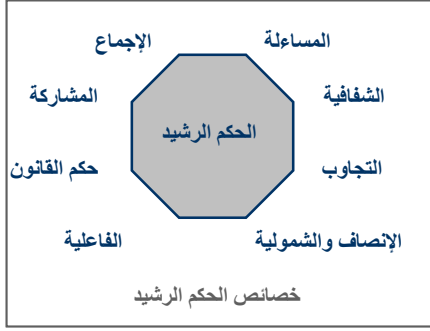 المساءلة
الإجماع
الشفافية
المشاركة
الحكم الرشيد
التجاوب
حكم القانون
الإنصاف والشمولية
الفاعلية
خصائص الحكم الرشيد